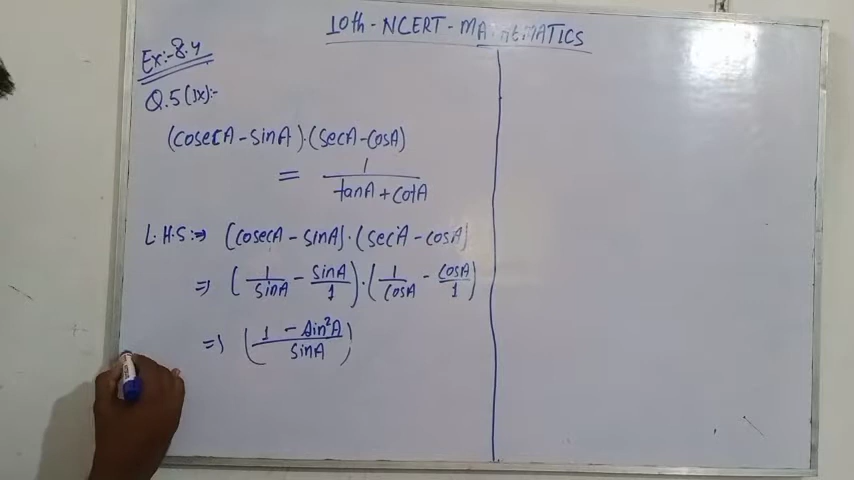 10th-NCERT-MATHEMATICS
Ex:-8.4
Q.5(ix):-
(cosecA-sinA).(secA-cosA)
= 1/(tanA+cotA)
L.H.S:⇒ (cosecA-sinA).(secA-cosA)
⇒ (1/sinA - sinA/1).(1/cosA - cosA/1)
⇒ ((1 - sin²A)/sinA)